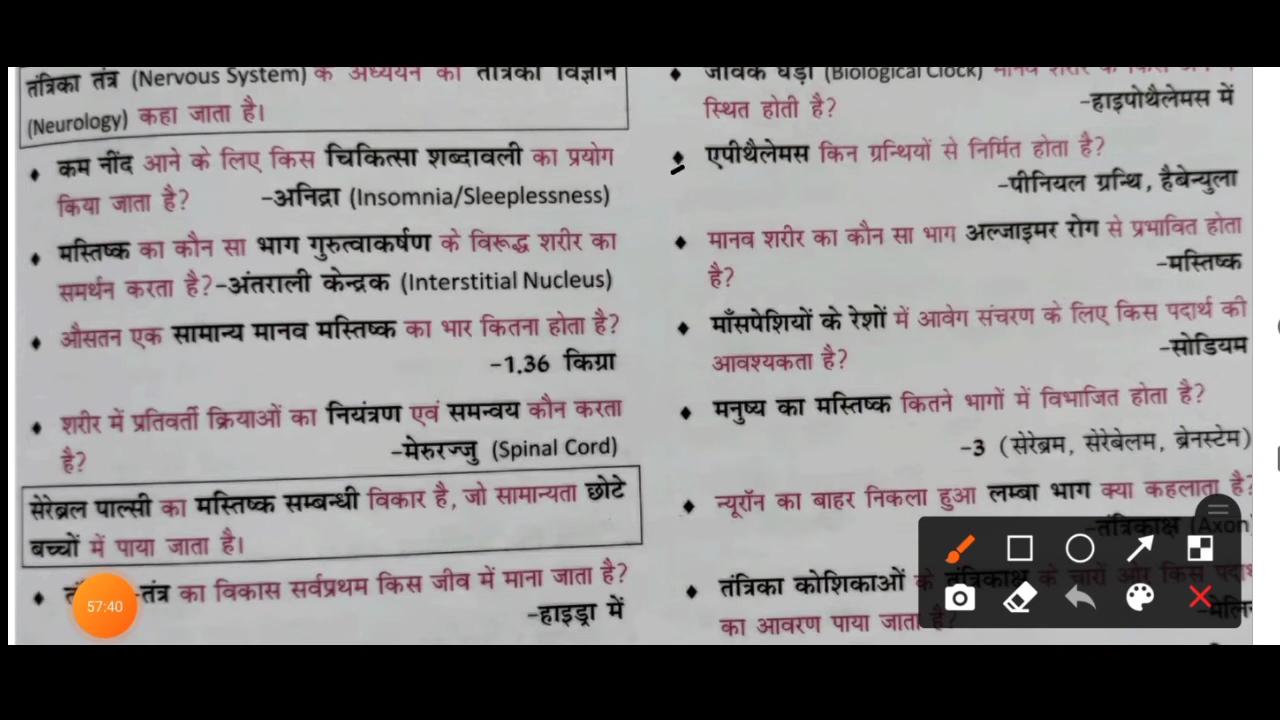 तंत्रिका तंत्र (Nervous System) के अध्ययन को तंत्रिका विज्ञान
(Neurology) कहा जाता है।
♦ कम नींद आने के लिए किस चिकित्सा शब्दावली का प्रयोग
किया जाता है? -अनिद्रा (Insomnia/Sleeplessness)
♦ मस्तिष्क का कौन सा भाग गुरुत्वाकर्षण के विरूद्ध शरीर का
समर्थन करता है?-अंतराली केन्द्रक (Interstitial Nucleus)
♦ औसतन एक सामान्य मानव मस्तिष्क का भार कितना होता है?
-1.36 किग्रा
♦ शरीर में प्रतिवर्ती क्रियाओं का नियंत्रण एवं समन्वय कौन करता
है? -मेरुरज्जु (Spinal Cord)
सेरेब्रल पाल्सी का मस्तिष्क सम्बन्धी विकार है, जो सामान्यता छोटे
बच्चों में पाया जाता है।
♦ -तंत्र का विकास सर्वप्रथम किस जीव में माना जाता है?
-हाइड्रा में
57:40
♦ जैविक घड़ी (Biological Clock) मानव शरीर के किस
स्थित होती है? -हाइपोथैलेमस में
♦ एपीथैलेमस किन ग्रन्थियों से निर्मित होता है?
-पीनियल ग्रन्थि, हैबेन्युला
♦ मानव शरीर का कौन सा भाग अल्जाइमर रोग से प्रभावित होता
है? -मस्तिष्क
♦ माँसपेशियों के रेशों में आवेग संचरण के लिए किस पदार्थ की
आवश्यकता है? -सोडियम
♦ मनुष्य का मस्तिष्क कितने भागों में विभाजित होता है?
-3 (सेरेब्रम, सेरेबेलम, ब्रेनस्टेम)
♦ न्यूरॉन का बाहर निकला हुआ लम्बा भाग क्या कहलाता है?
-तंत्रिकाक्ष (Axon)
♦ तंत्रिका कोशिकाओं के तंत्रिकाक्ष के चारों ओर किस
का आवरण पाया जाता है?